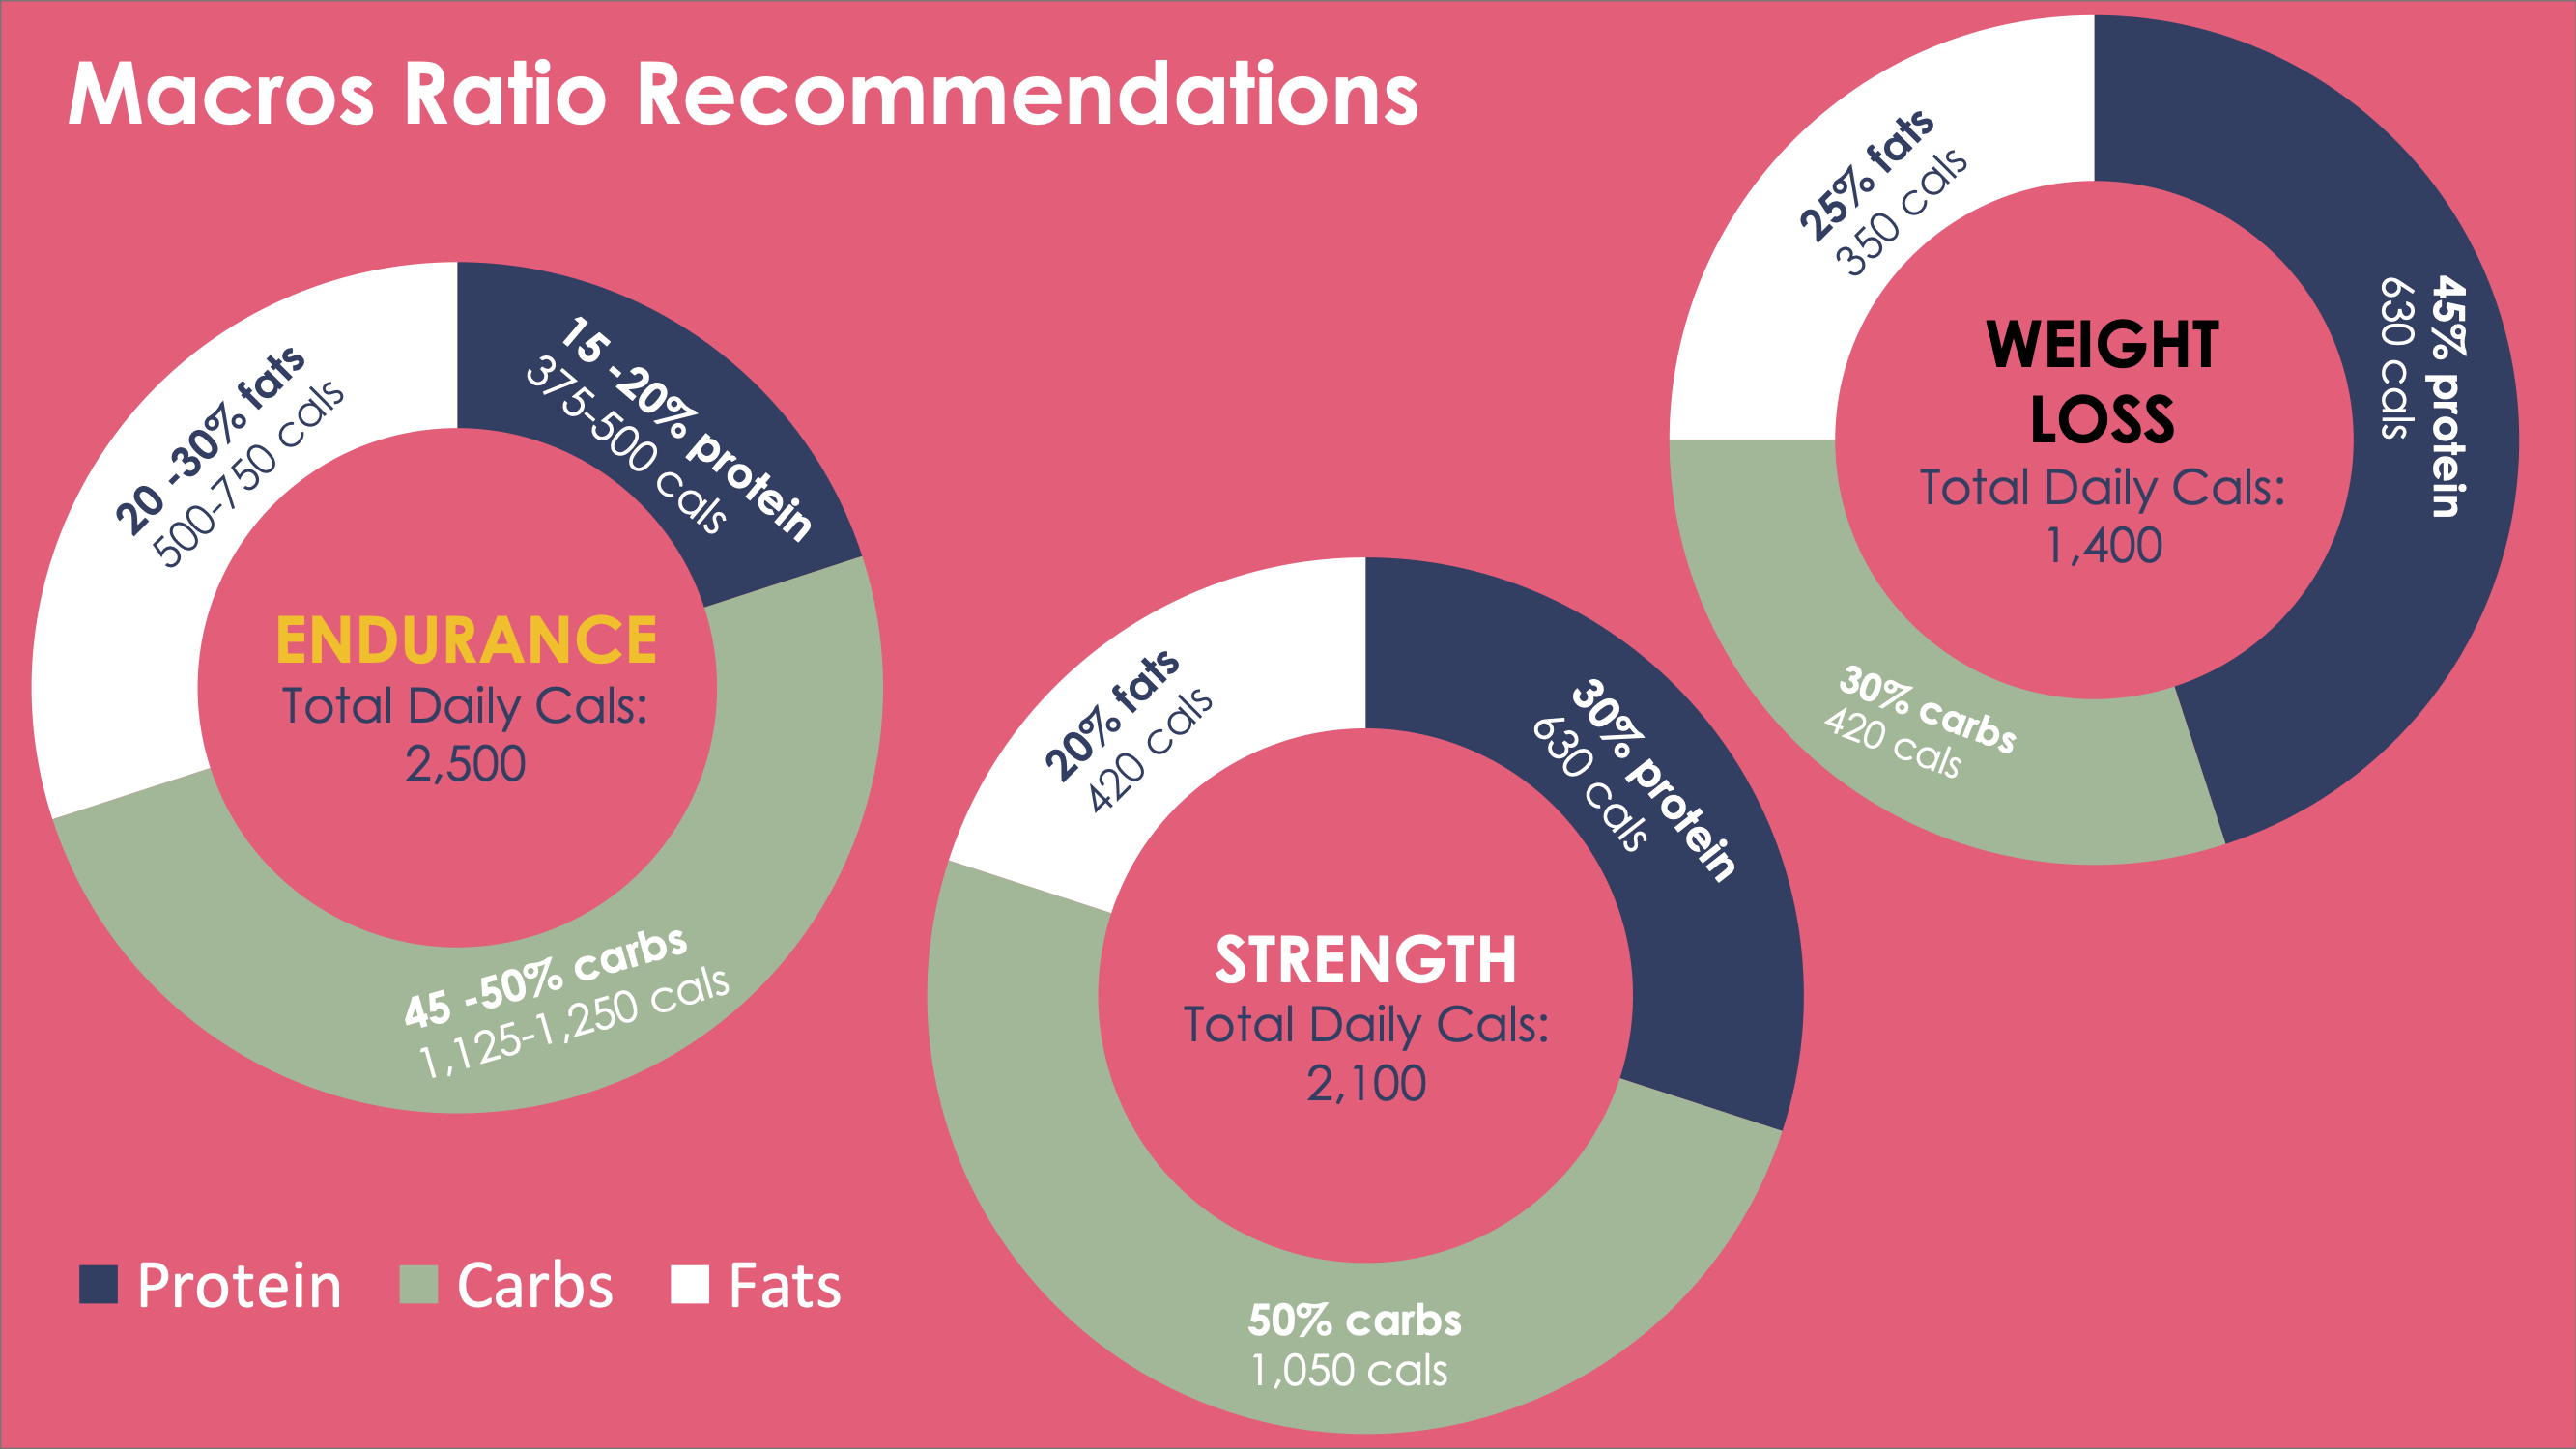 Macros Ratio Recommendations
25% fats
350 cals
45% protein
630 cals
WEIGHT
LOSS
Total Daily Cals:
1,400
30% carbs
420 cals
20 -30% fats
500-750 cals
15 -20% protein
375-500 cals
ENDURANCE
Total Daily Cals:
2,500
45 -50% carbs
1,125-1,250 cals
20% fats
420 cals
30% protein
630 cals
STRENGTH
Total Daily Cals:
2,100
50% carbs
1,050 cals
Protein Carbs Fats